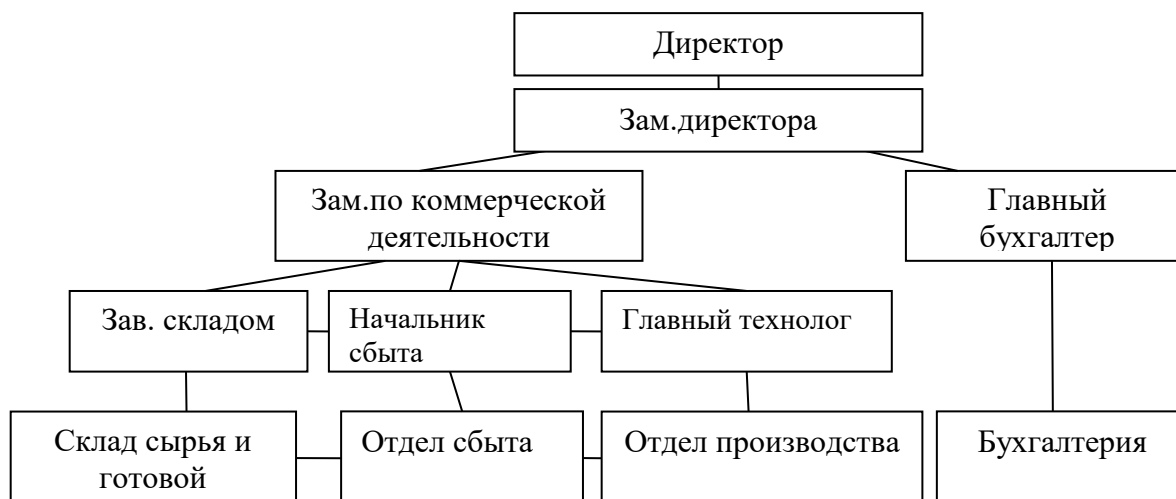 Директор
Зам.директора
Зам.по коммерческой
деятельности
Главный
бухгалтер
Зав. складом
Начальник
сбыта
Главный технолог
Склад сырья и
готовой
Отдел сбыта
Отдел производства
Бухгалтерия